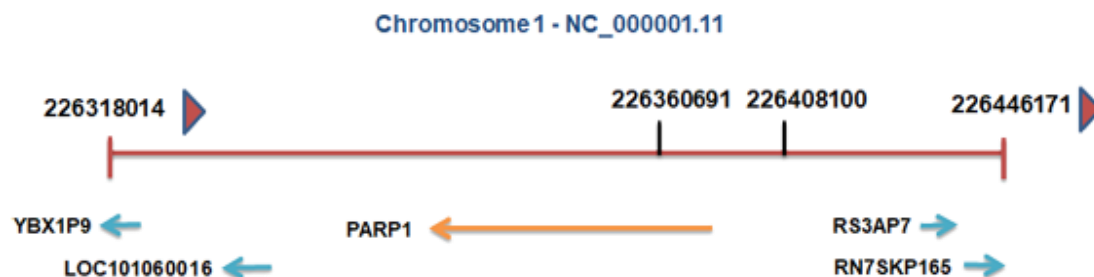 Chromosome 1 - NC_000001.11
226318014
226360691
226408100
226446171
YBX1P9
PARP1
RS3AP7
LOC101060016
RN7SKP165